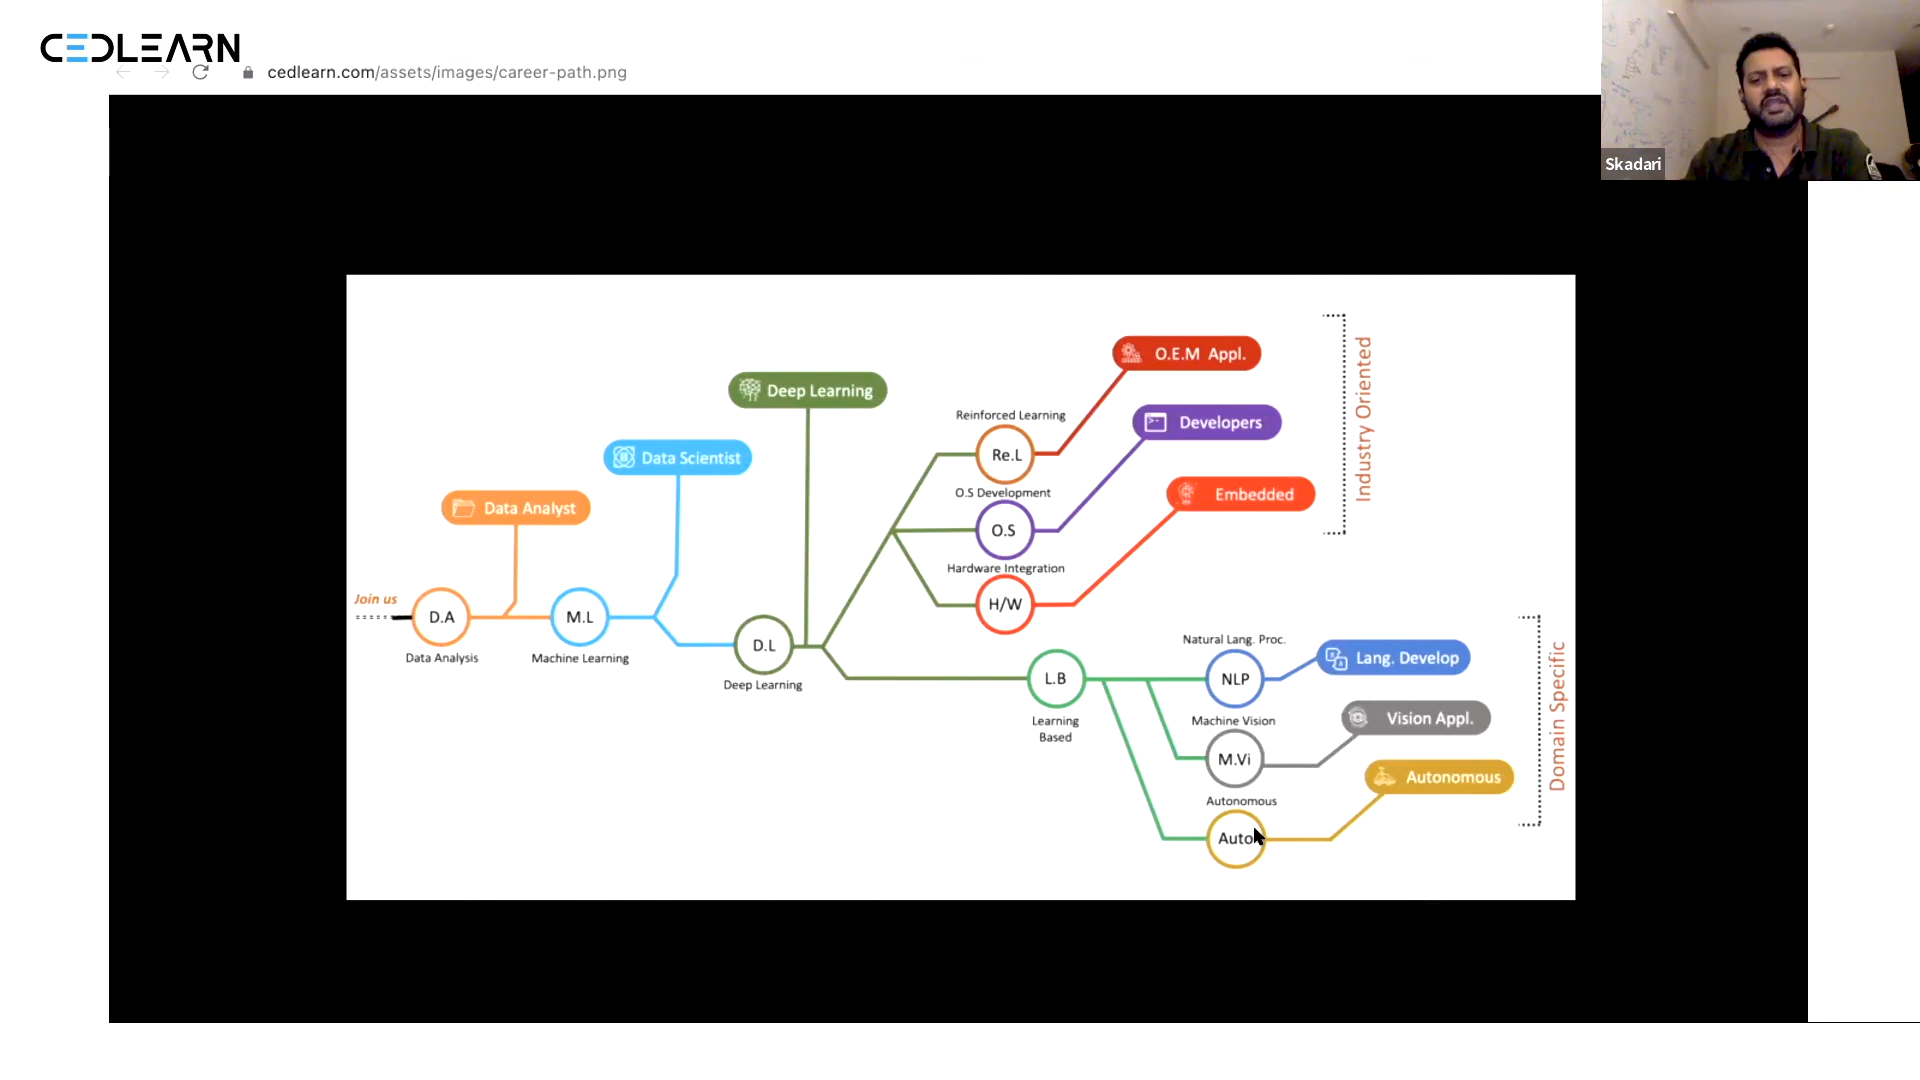 CEDLEARN
cedlearn.com/assets/images/career-path.png
Skadari
O.E.M Appl.
Deep Learning
Reinforced Learning
Developers
Industry Oriented
Data Scientist
Re.L
O.S Development
Embedded
Data Analyst
O.S
Hardware Integration
Join us
H/W
D.A
M.L
D.L
Natural Lang. Proc.
Lang. Develop
Data Analysis
Machine Learning
Deep Learning
L.B
NLP
Learning
Based
Machine Vision
Vision Appl.
Domain Specific
M.Vi
Autonomous
Autonomous
Auto